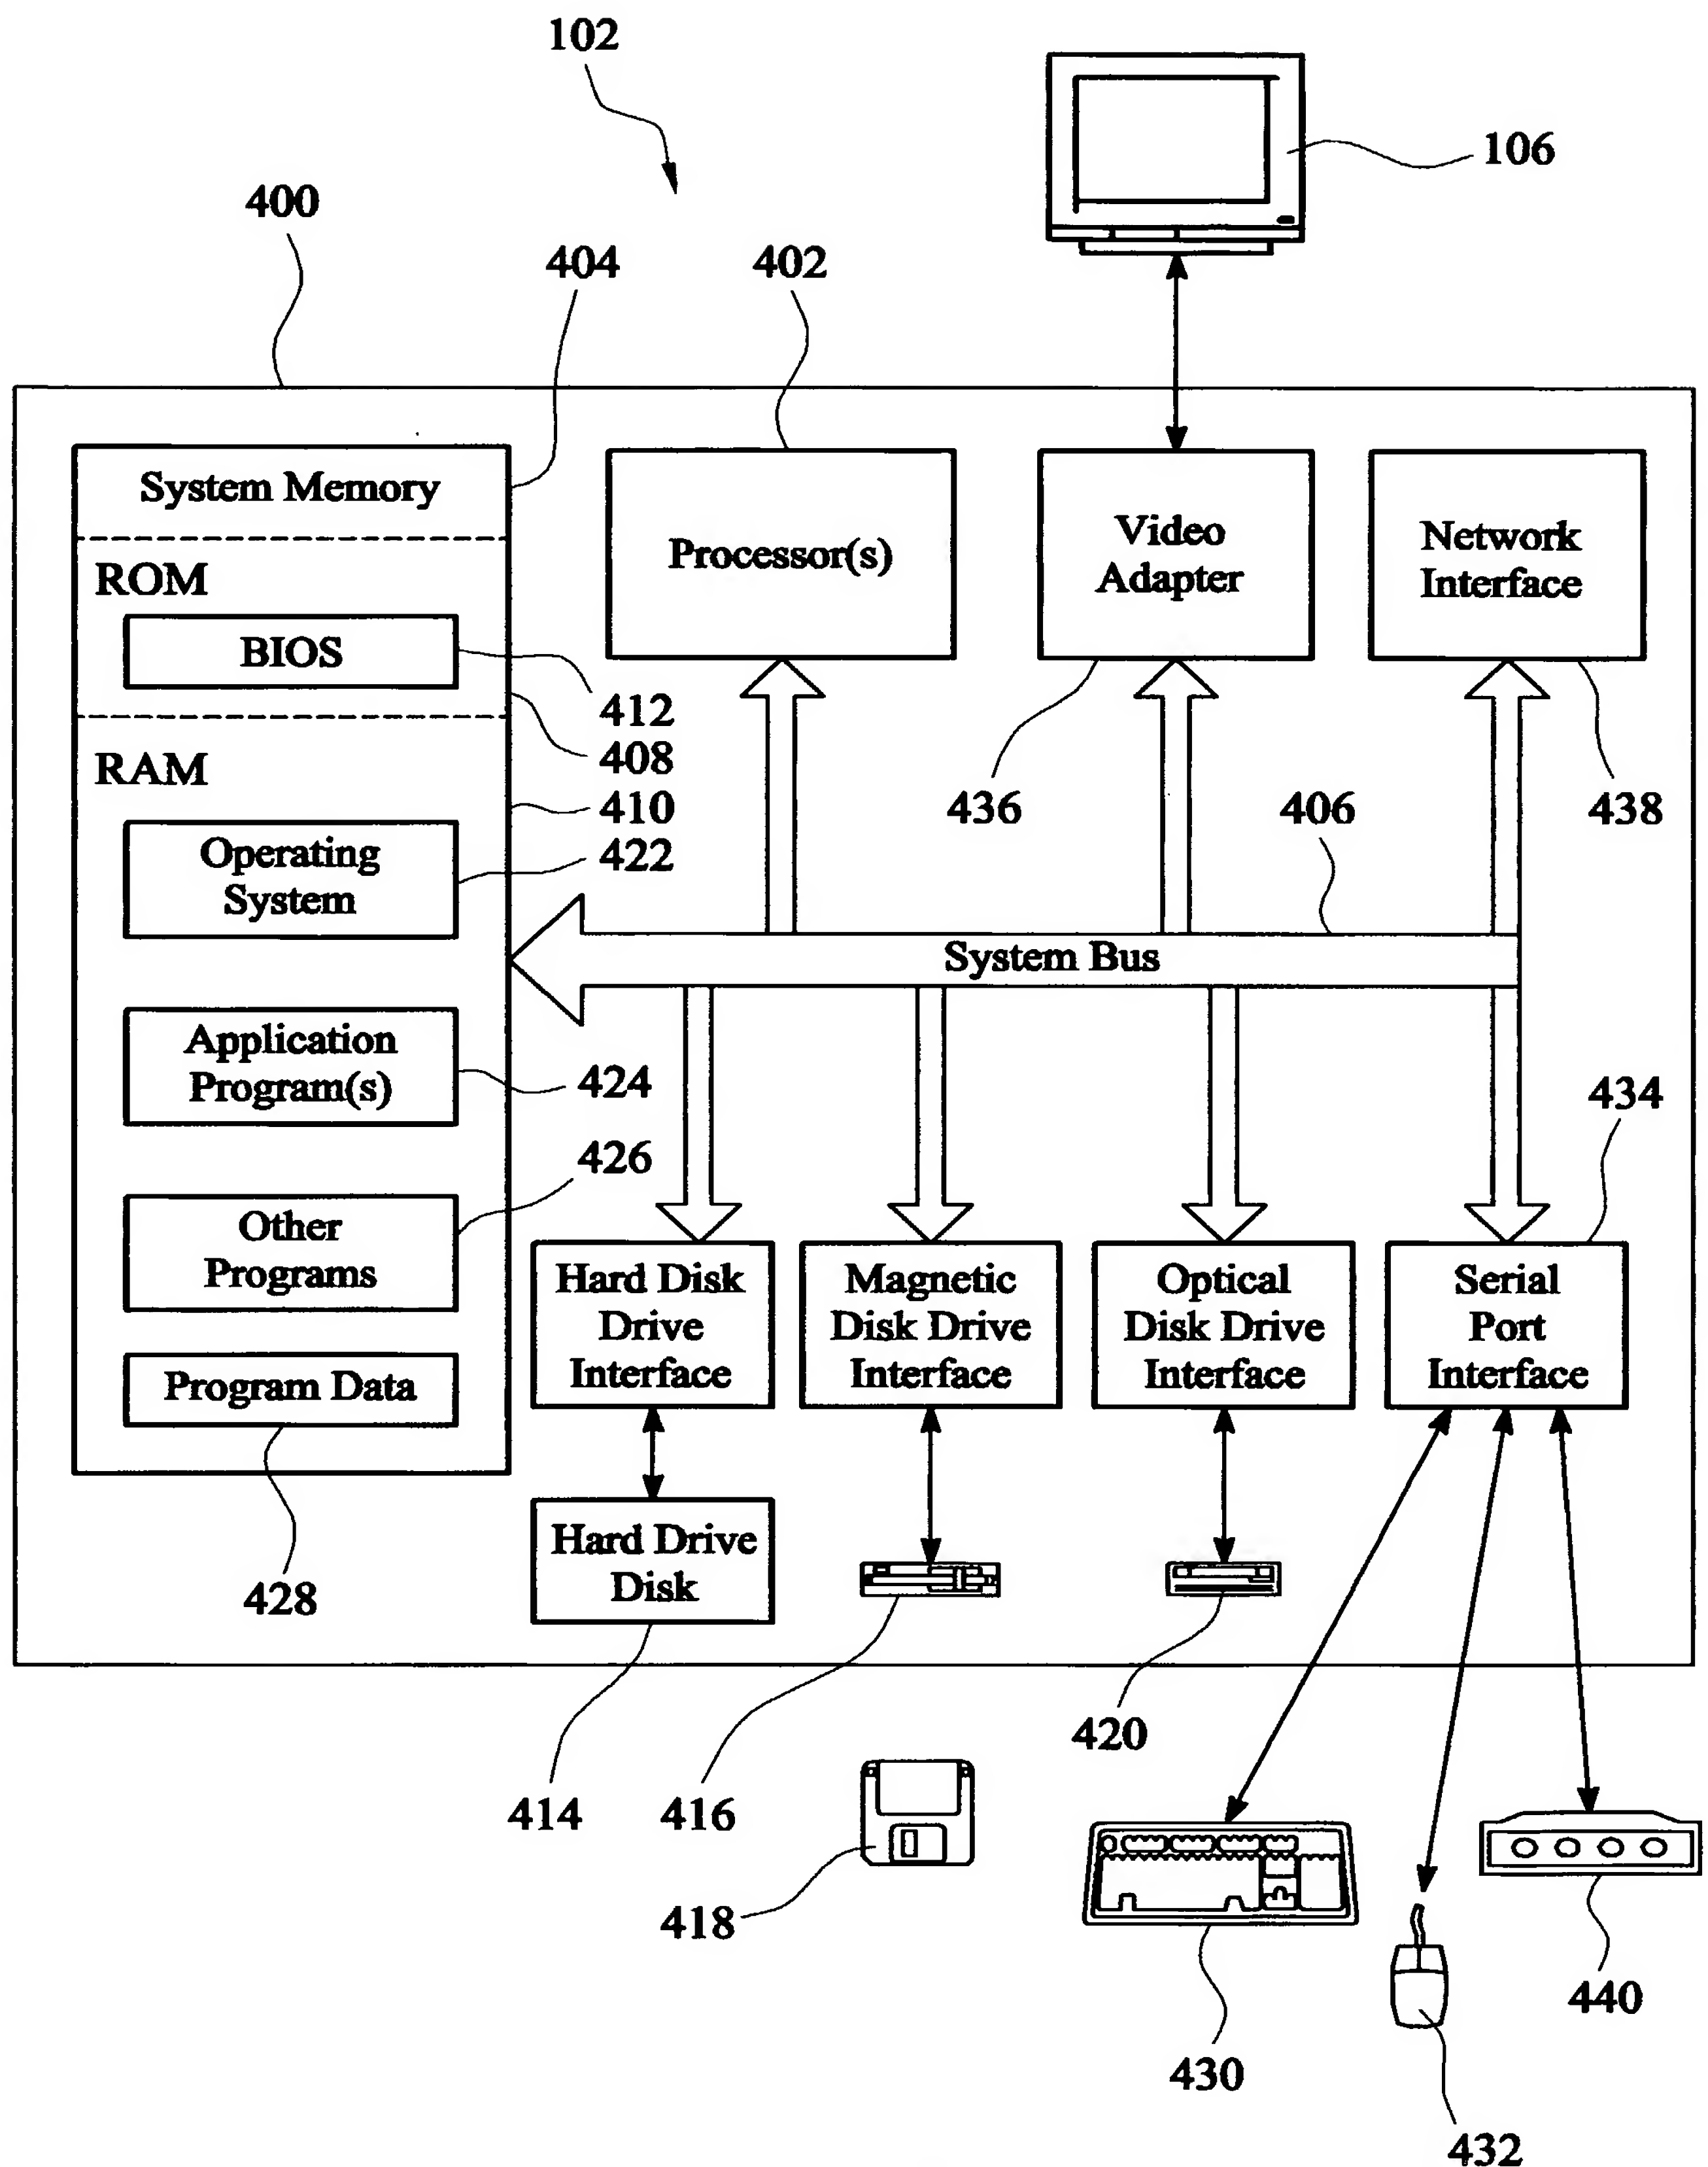 102
106
400
404
402
System Memory
ROM
BIOS
412
408
RAM
410
Operating
System
422
Application
Program(s)
424
426
Other
Programs
Program Data
428
Processor(s)
Video
Adapter
Network
Interface
436
406
438
System Bus
434
Hard Disk
Drive
Interface
Magnetic
Disk Drive
Interface
Optical
Disk Drive
Interface
Serial
Port
Interface
Hard Drive
Disk
414
416
418
420
430
432
440